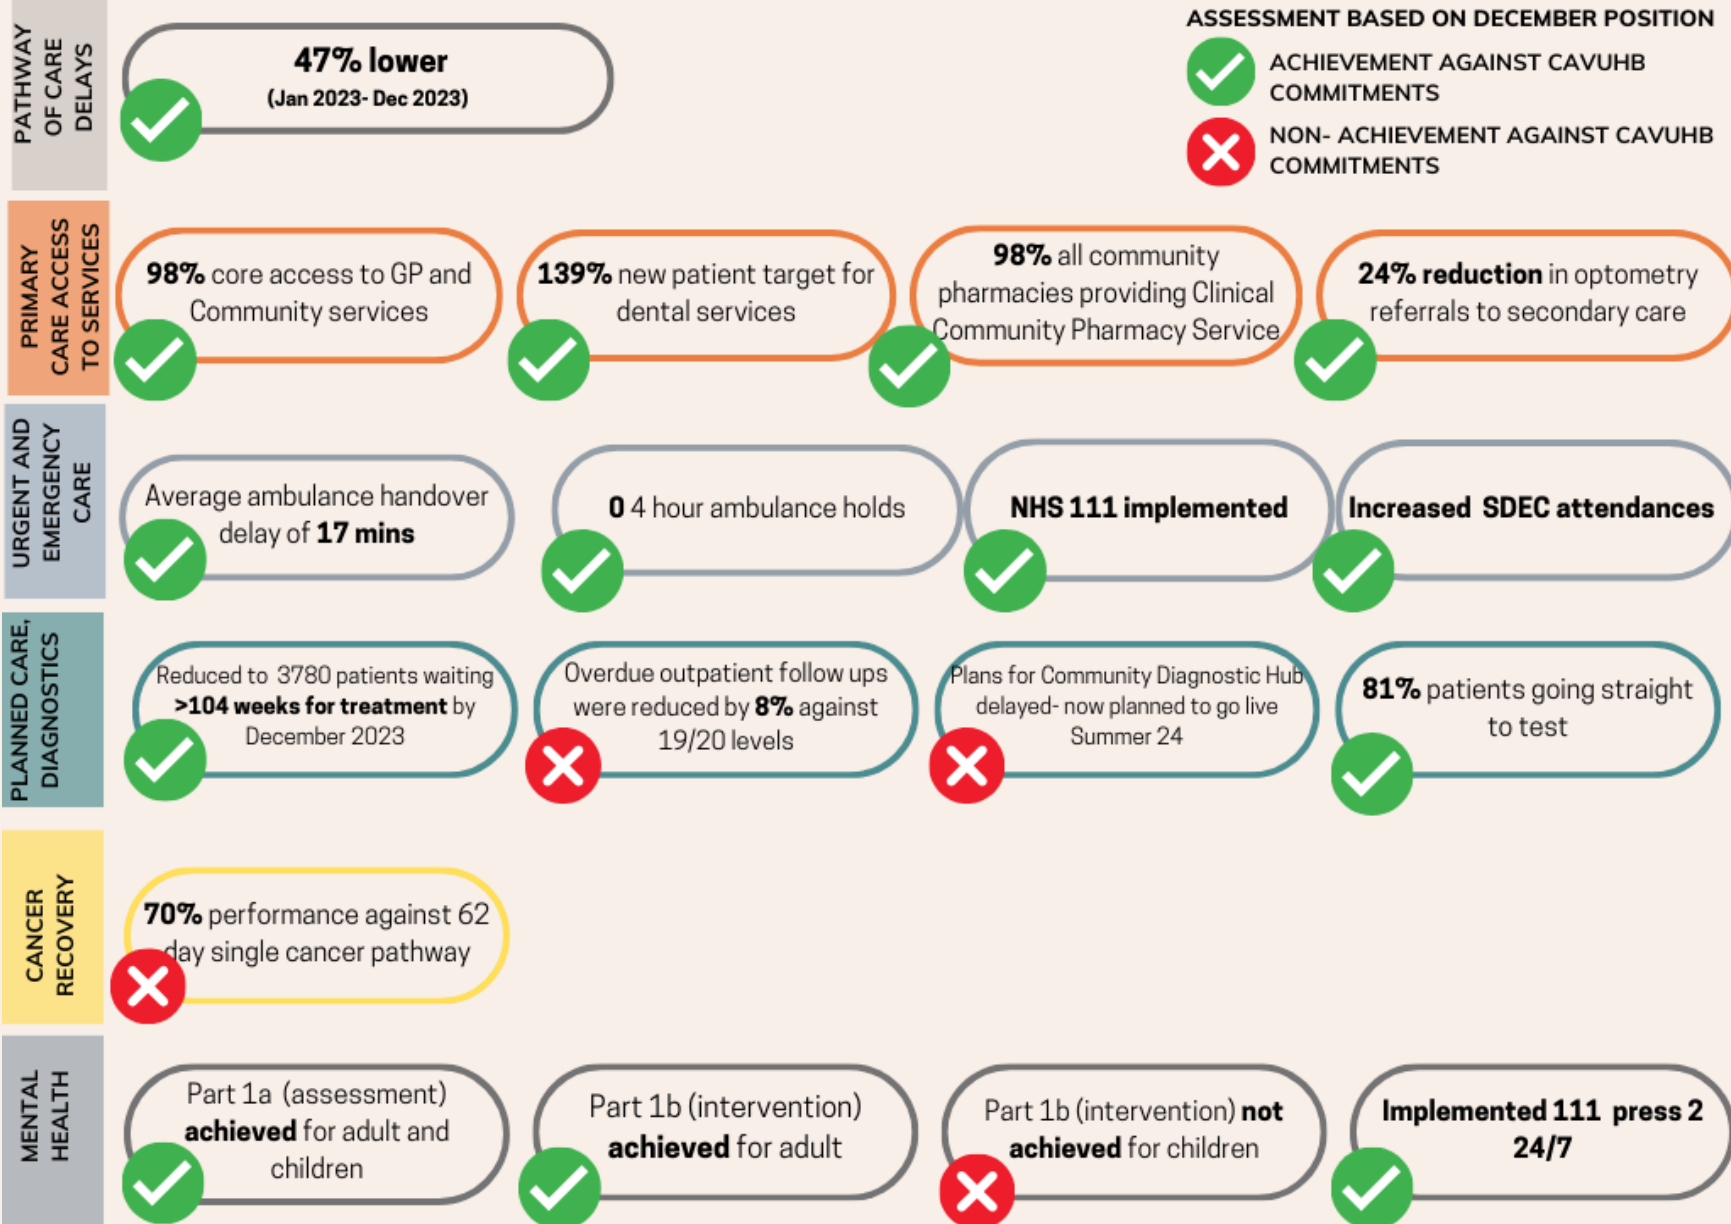 PATHWAY
OF CARE
DELAYS
47% lower
(Jan 2023- Dec 2023)
ASSESSMENT BASED ON DECEMBER POSITION
ACHIEVEMENT AGAINST CAVUHB
COMMITMENTS
NON- ACHIEVEMENT AGAINST CAVUHB
COMMITMENTS
PRIMARY
CARE ACCESS
TO SERVICES
98% core access to GP and
Community services
139% new patient target for
dental services
98% all community
pharmacies providing Clinical
Community Pharmacy Service
24% reduction in optometry
referrals to secondary care
URGENT AND
EMERGENCY
CARE
Average ambulance handover
delay of 17 mins
0 4 hour ambulance holds
NHS 111 implemented
Increased SDEC attendances
PLANNED CARE,
DIAGNOSTICS
Reduced to 3780 patients waiting
>104 weeks for treatment by
December 2023
Overdue outpatient follow ups
were reduced by 8% against
19/20 levels
Plans for Community Diagnostic Hub
delayed- now planned to go live
Summer 24
81% patients going straight
to test
CANCER
RECOVERY
70% performance against 62
day single cancer pathway
MENTAL
HEALTH
Part 1a (assessment)
achieved for adult and
children
Part 1b (intervention)
achieved for adult
Part 1b (intervention) not
achieved for children
Implemented 111 press 2
24/7